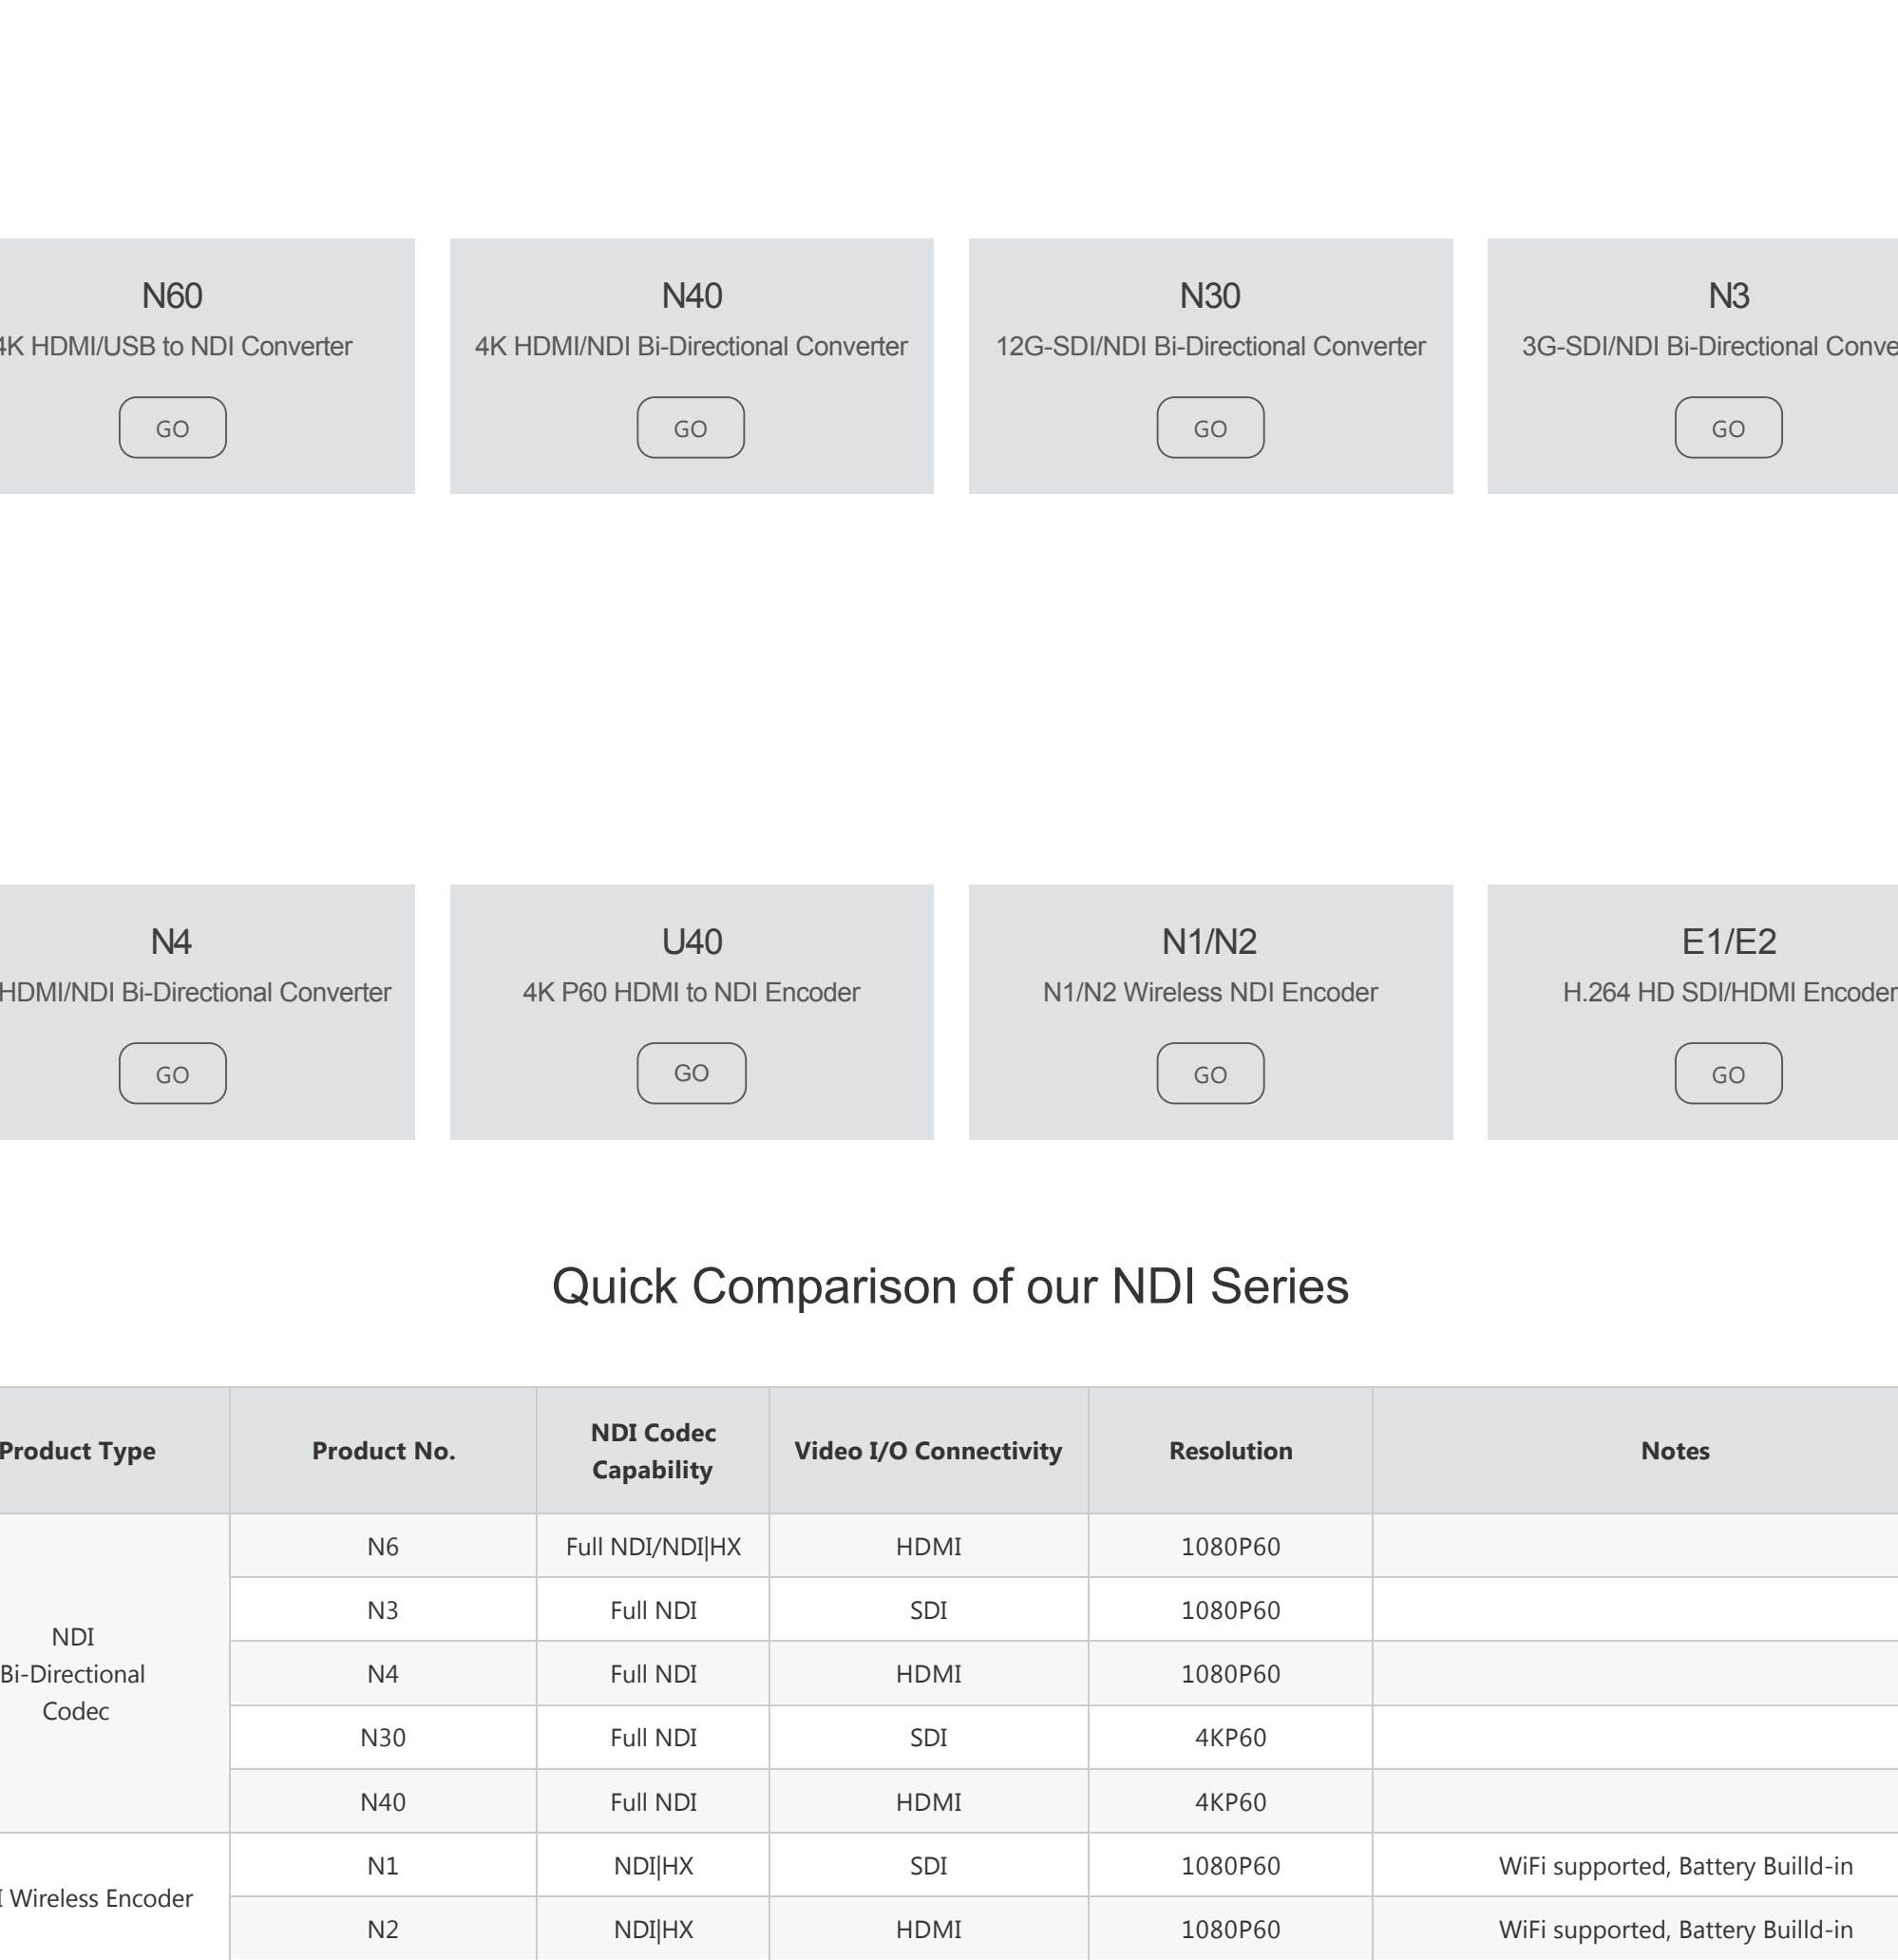 N60
4K HDMI/USB to NDI Converter
GO
N40
4K HDMI/NDI Bi-Directional Converter
GO
N30
12G-SDI/NDI Bi-Directional Converter
GO
N3
3G-SDI/NDI Bi-Directional
GO
N4
HDMI/NDI Bi-Directional Converter
GO
U40
4K P60 HDMI to NDI Encoder
GO
N1/N2
N1/N2 Wireless NDI Encoder
GO
E1/E2
H.264 HD SDI/HDMI Encoder
GO
Quick Comparison of our NDI Series
Product Type
Product No.
NDI Codec
Capability
Video I/O Connectivity
Resolution
Notes
NDI
Bi-Directional
Codec
N6
Full NDI/NDI|HX
HDMI
1080P60
N3
Full NDI
SDI
1080P60
N4
Full NDI
HDMI
1080P60
N30
Full NDI
SDI
4KP60
N40
Full NDI
HDMI
4KP60
Wireless Encoder
N1
NDI|HX
SDI
1080P60
WiFi supported, Battery Builld-in
N2
NDI|HX
HDMI
1080P60
WiFi supported, Battery Builld-in